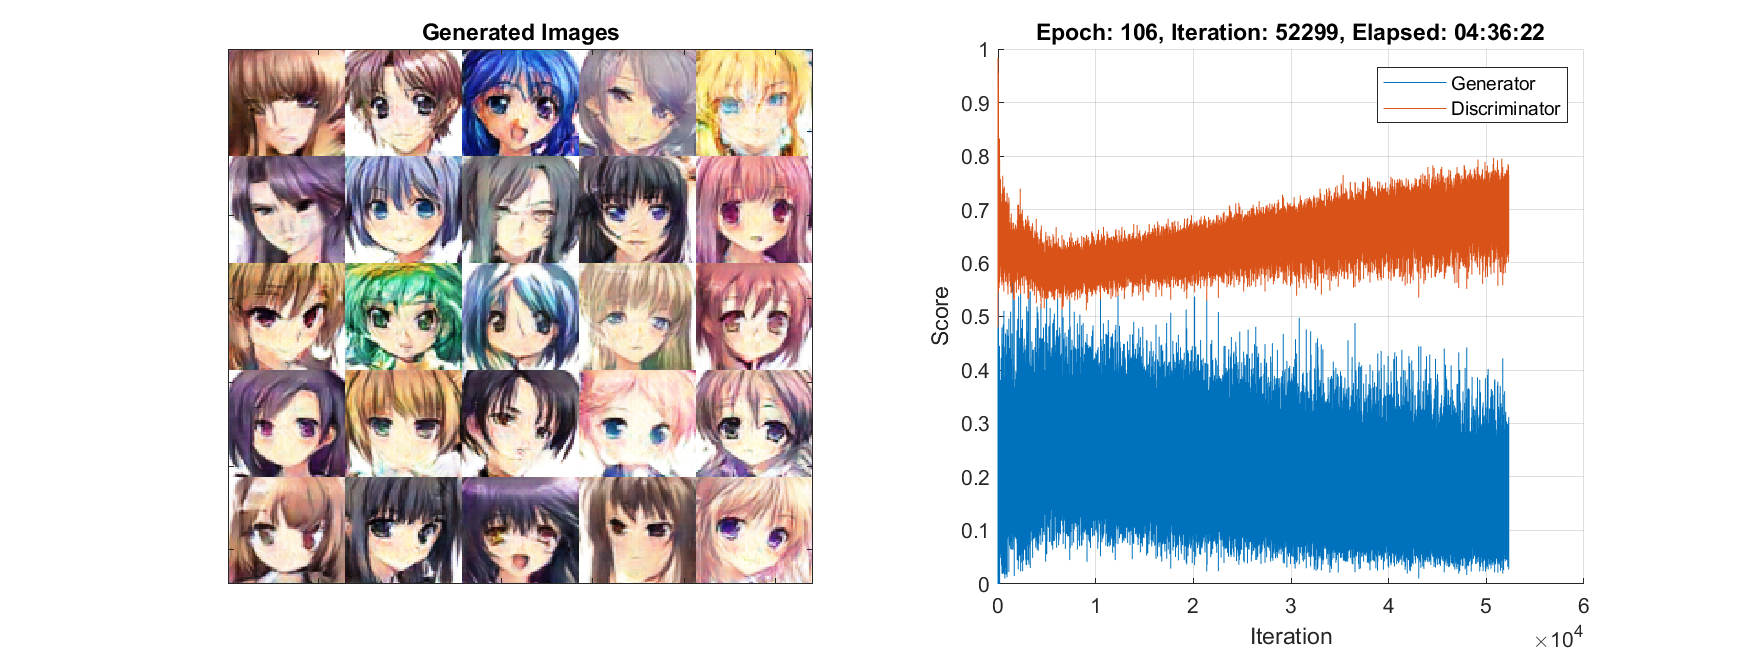 Generated Images
Epoch: 106, Iteration: 52299, Elapsed: 04:36:22
Generator
Discriminator
1
0.9
0.8
0.7
0.6
0.5
0.4
0.3
0.2
0.1
0
Score
0 1 2 3 4 5 6
Iteration
×10⁴